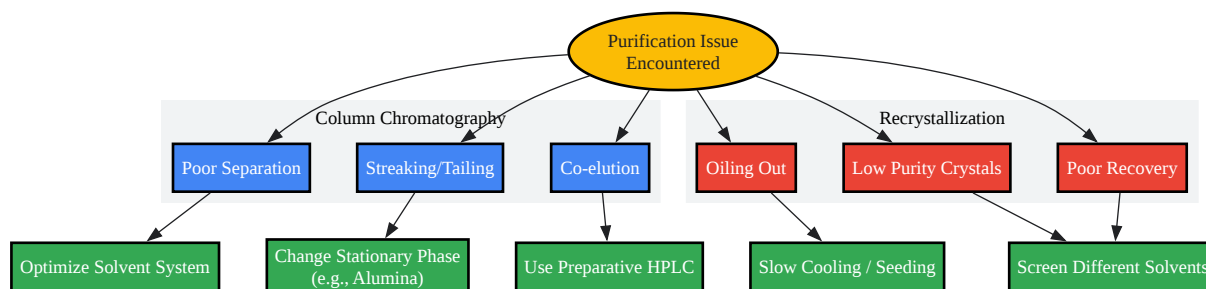 Purification Issue
Encountered
Column Chromatography
Recrystallization
Poor Separation
Streaking/Tailing
Co-elution
Oiling Out
Low Purity Crystals
Poor Recovery
Optimize Solvent System
Change Stationary Phase
(e.g., Alumina)
Use Preparative HPLC
Slow Cooling / Seeding
Screen Different Solvents